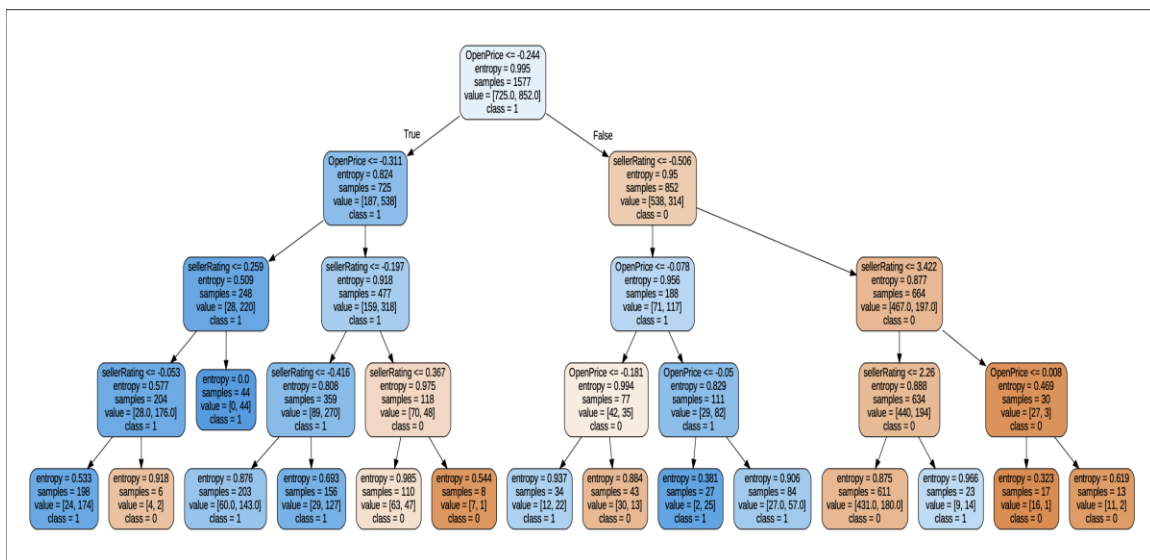 OpenPrice <= -0.244
entropy = 0.995
samples = 1577
value = [725.0, 852.0]
class = 1
True
False
OpenPrice <= -0.311
entropy = 0.824
samples = 725
value = [187, 538]
class = 1
sellerRating <= -0.506
entropy = 0.95
samples = 852
value = [538, 314]
class = 0
sellerRating <= 0.259
entropy = 0.509
samples = 248
value = [28, 220]
class = 1
sellerRating <= -0.197
entropy = 0.918
samples = 477
value = [159, 318]
class = 1
OpenPrice <= -0.078
entropy = 0.956
samples = 188
value = [71, 117]
class = 1
sellerRating <= 3.422
entropy = 0.877
samples = 664
value = [467.0, 197.0]
class = 0
sellerRating <= -0.053
entropy = 0.577
samples = 204
value = [28.0, 176.0]
class = 1
entropy = 0.0
samples = 44
value = [0, 44]
class = 1
sellerRating <= -0.416
entropy = 0.808
samples = 359
value = [89, 270]
class = 1
sellerRating <= 0.367
entropy = 0.975
samples = 118
value = [70, 48]
class = 0
OpenPrice <= -0.181
entropy = 0.994
samples = 77
value = [42, 35]
class = 0
OpenPrice <= -0.05
entropy = 0.829
samples = 111
value = [29, 82]
class = 1
sellerRating <= 2.26
entropy = 0.888
samples = 634
value = [440, 194]
class = 0
OpenPrice <= 0.008
entropy = 0.469
samples = 30
value = [27, 3]
class = 0
entropy = 0.533
samples = 198
value = [24, 174]
class = 1
entropy = 0.918
samples = 6
value = [4, 2]
class = 0
entropy = 0.876
samples = 203
value = [60.0, 143.0]
class = 1
entropy = 0.693
samples = 156
value = [29, 127]
class = 1
entropy = 0.985
samples = 110
value = [63, 47]
class = 0
entropy = 0.544
samples = 8
value = [7, 1]
class = 0
entropy = 0.937
samples = 34
value = [12, 22]
class = 1
entropy = 0.884
samples = 43
value = [30, 13]
class = 0
entropy = 0.381
samples = 27
value = [2, 25]
class = 1
entropy = 0.906
samples = 84
value = [27.0, 57.0]
class = 1
entropy = 0.875
samples = 611
value = [431.0, 180.0]
class = 0
entropy = 0.966
samples = 23
value = [9, 14]
class = 1
entropy = 0.323
samples = 17
value = [16, 1]
class = 0
entropy = 0.619
samples = 13
value = [11, 2]
class = 0